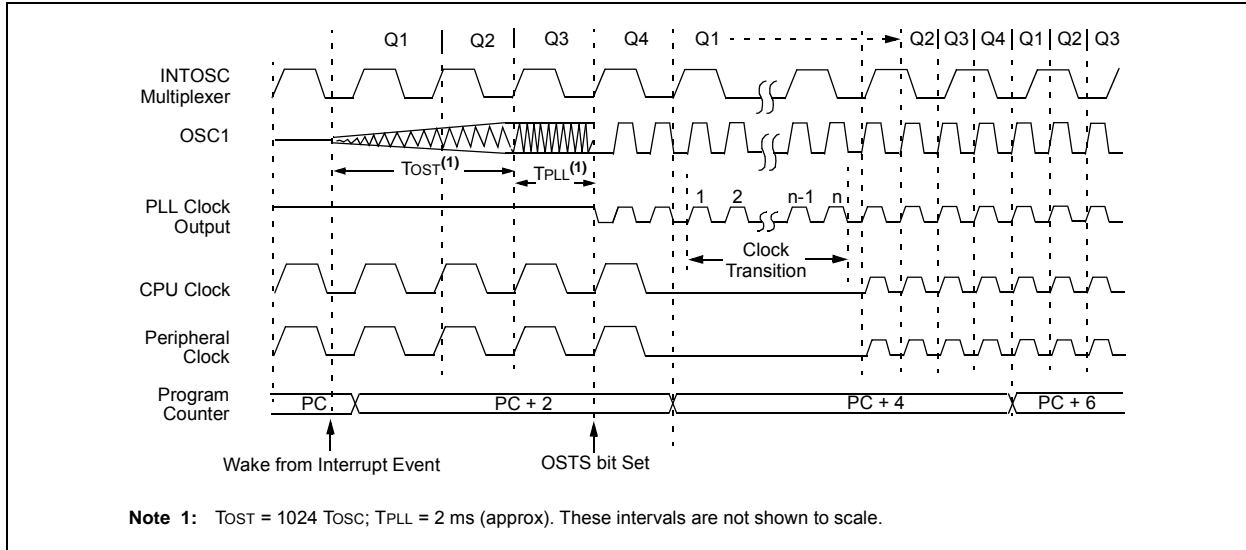 Q1 Q2 Q3 Q4 Q1 Q2 Q3 Q4 Q1 Q2 Q3
INTOSC
Multiplexer
OSC1
TOST(1) TPLL(1)
PLL Clock
Output
1 2 n-1 n
Clock
Transition
CPU Clock
Peripheral
Clock
Program
Counter
PC PC + 2 PC + 4 PC + 6
Wake from Interrupt Event OSTS bit Set
Note 1: TOST = 1024 TOSC; TPLL = 2 ms (approx). These intervals are not shown to scale.